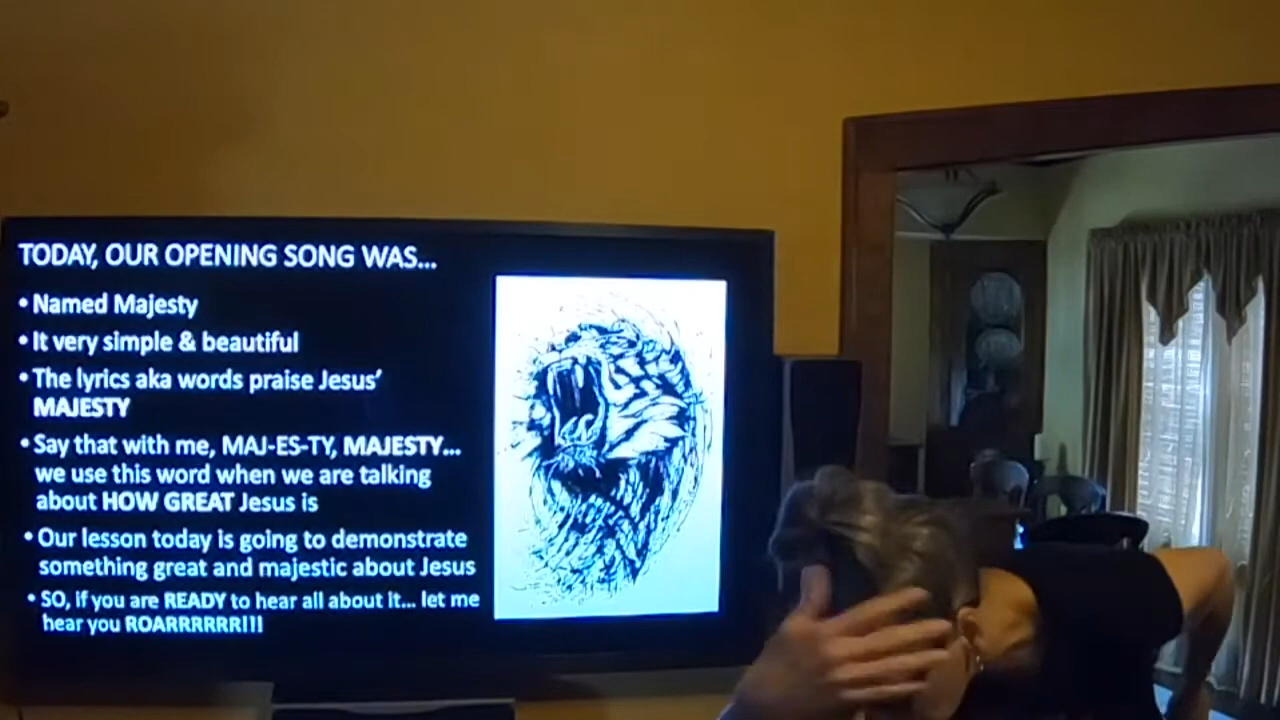 TODAY, OUR OPENING SONG WAS...
• Named Majesty
• It very simple & beautiful
• The lyrics aka words praise Jesus'
MAJESTY
• Say that with me, MAJ-ES-TY, MAJESTY...
we use this word when we are talking
about HOW GREAT Jesus is
• Our lesson today is going to demonstrate
something great and majestic about Jesus
• SO, if you are READY to hear all about it... let me
hear you ROARRRRRR!!!